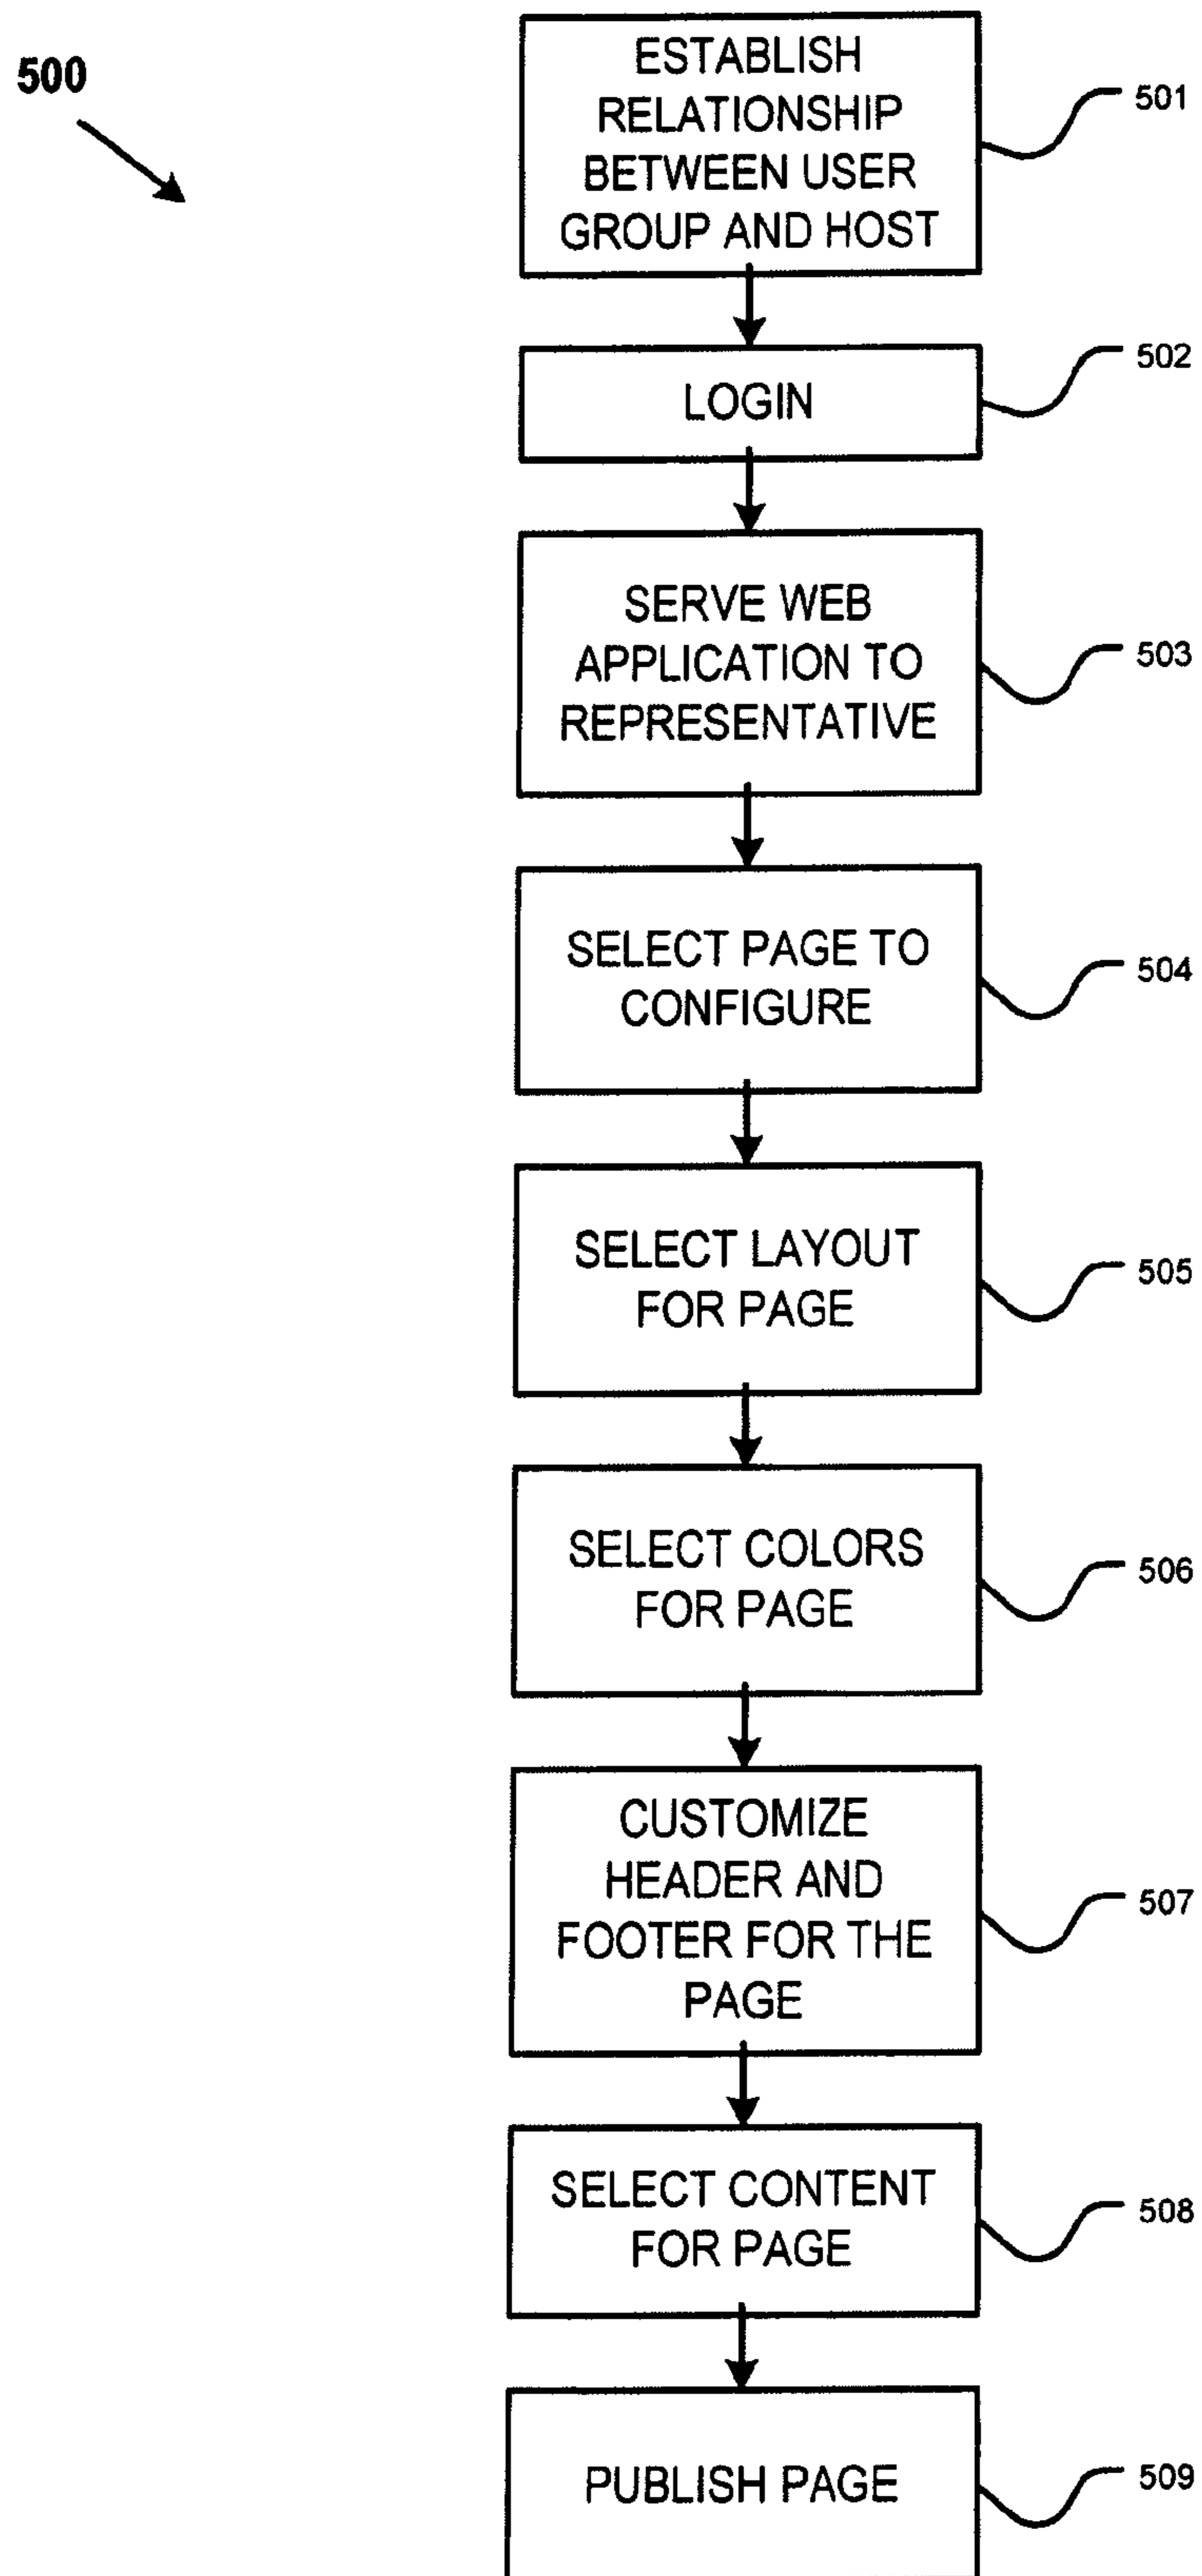 500
ESTABLISH
RELATIONSHIP
BETWEEN USER
GROUP AND HOST
501
LOGIN
502
SERVE WEB
APPLICATION TO
REPRESENTATIVE
503
SELECT PAGE TO
CONFIGURE
504
SELECT LAYOUT
FOR PAGE
505
SELECT COLORS
FOR PAGE
506
CUSTOMIZE
HEADER AND
FOOTER FOR THE
PAGE
507
SELECT CONTENT
FOR PAGE
508
PUBLISH PAGE
509